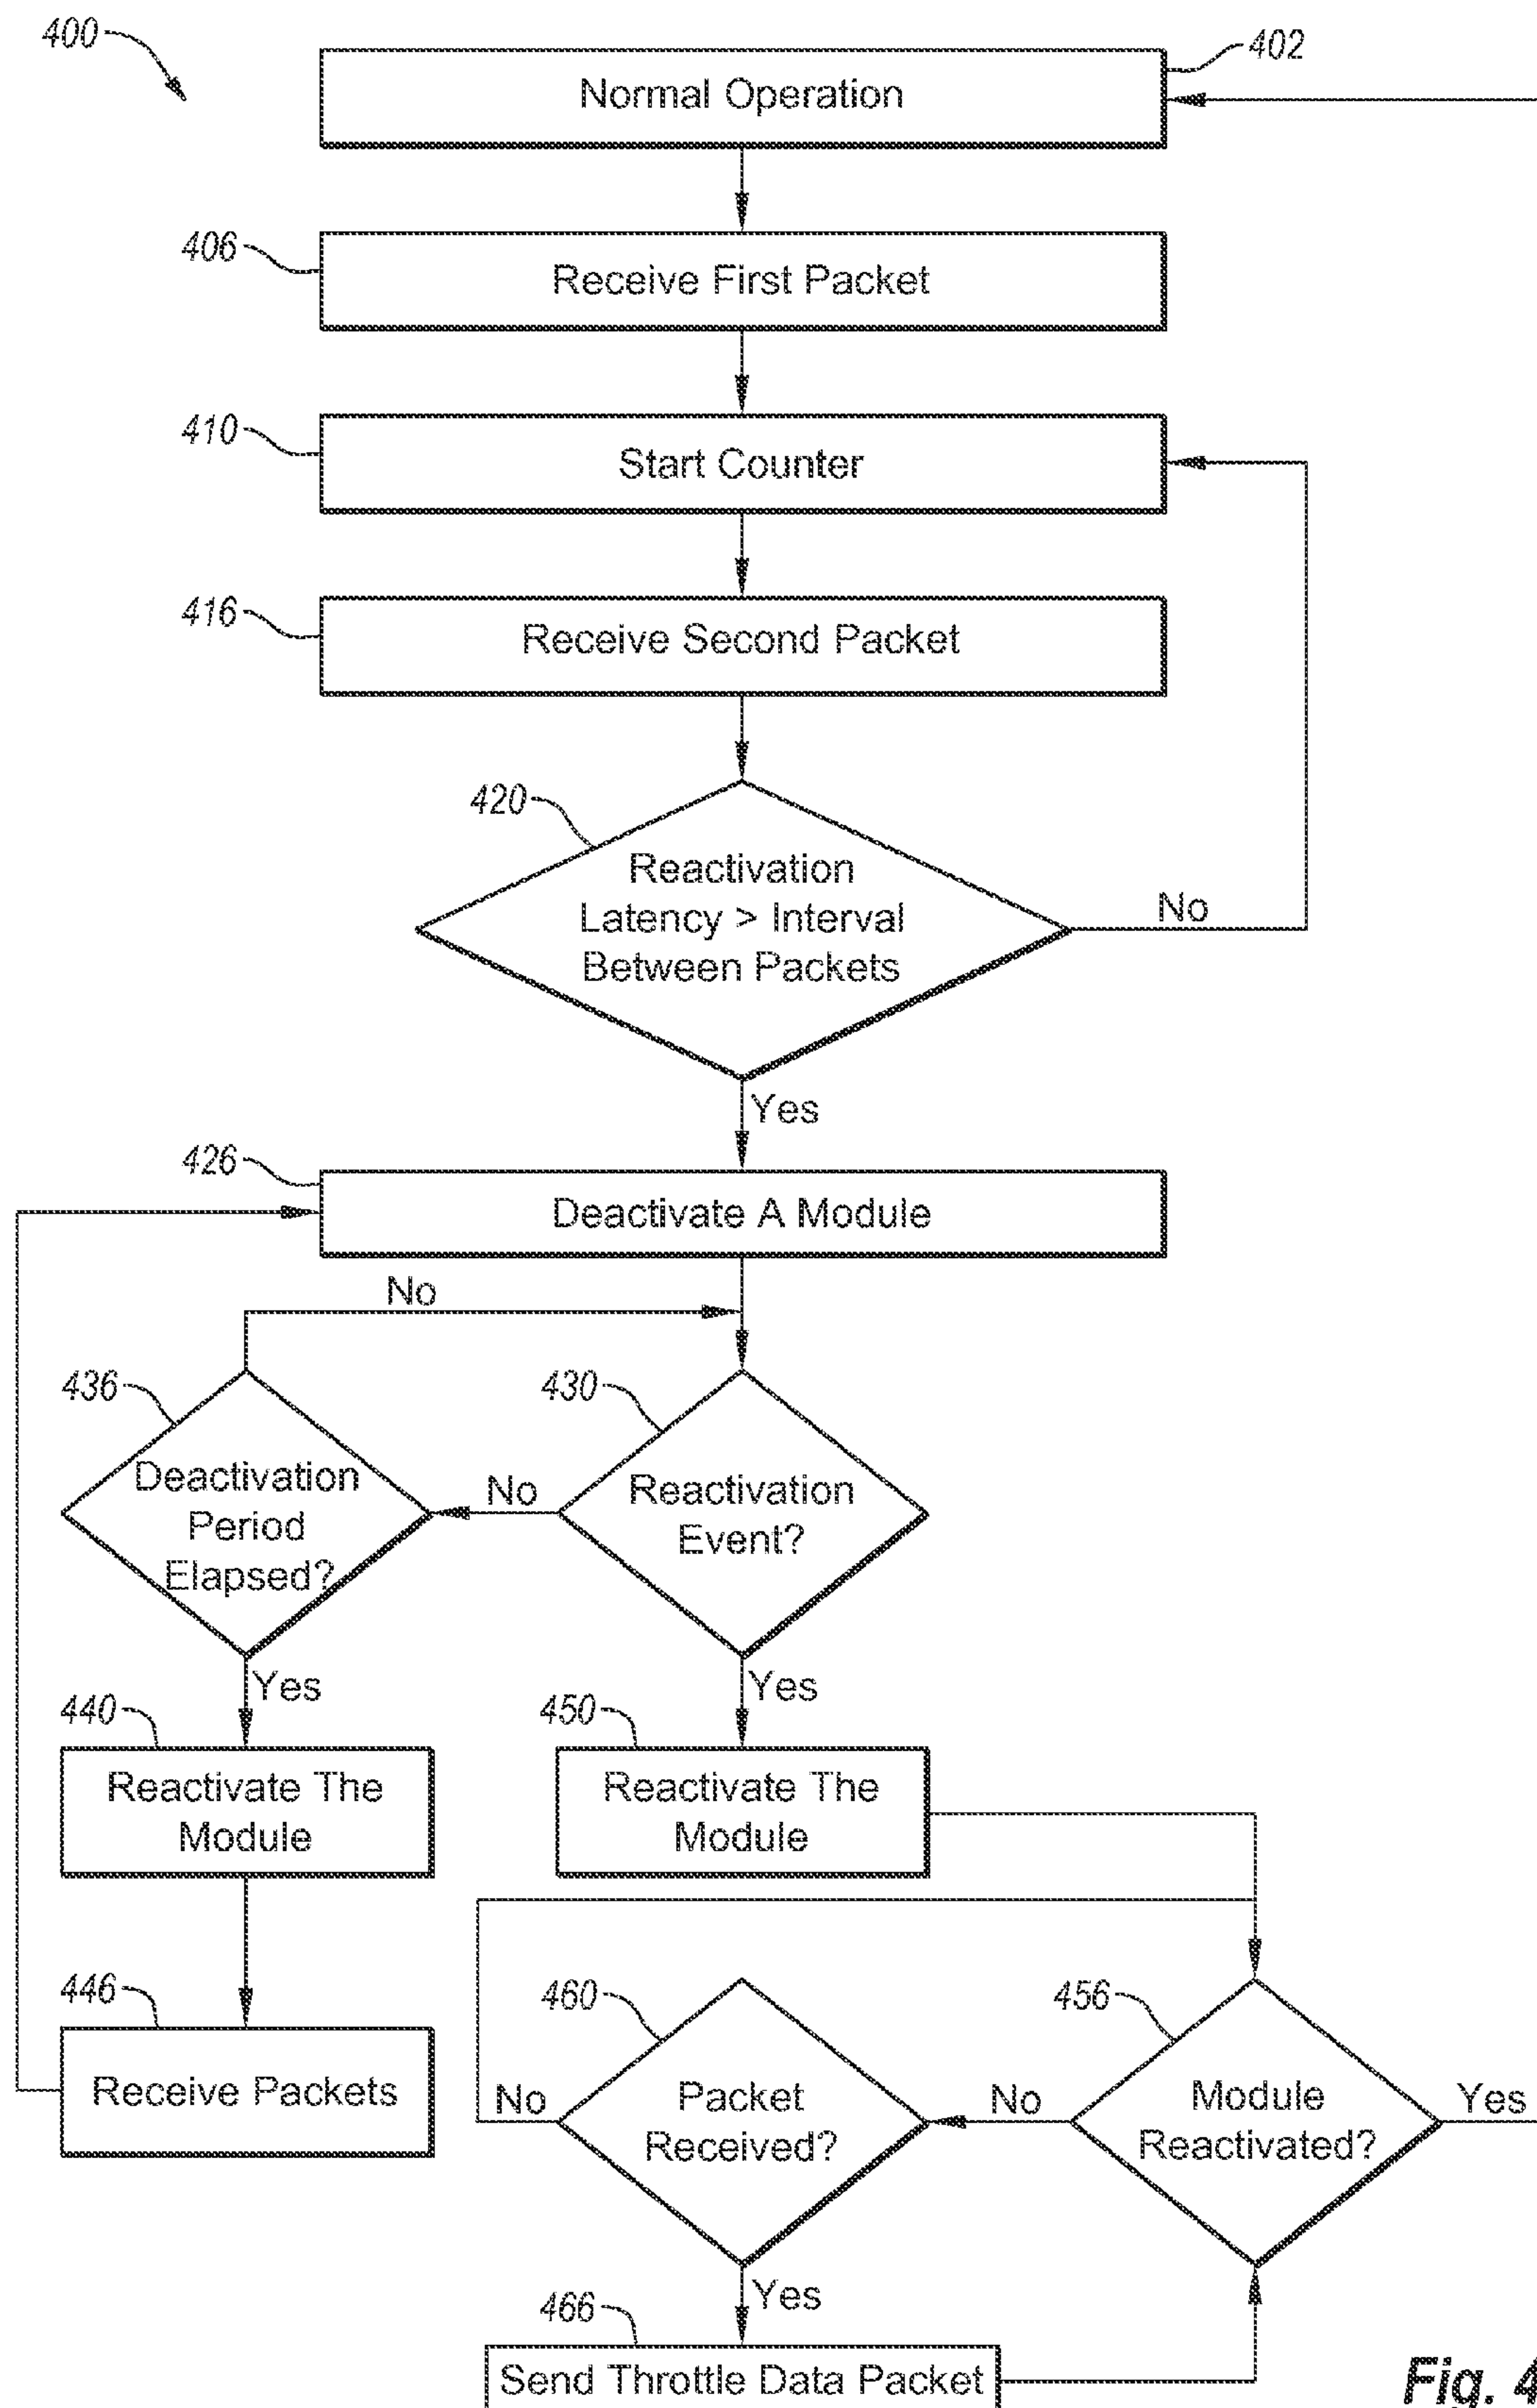 400
402
Normal Operation
406
Receive First Packet
410
Start Counter
416
Receive Second Packet
420
Reactivation
Latency > Interval
Between Packets
No
Yes
426
Deactivate A Module
No
436
Deactivation
Period
Elapsed?
No
430
Reactivation
Event?
Yes
Yes
440
Reactivate The
Module
450
Reactivate The
Module
446
Receive Packets
460
Packet
Received?
No
No
456
Module
Reactivated?
Yes
Yes
466
Send Throttle Data Packet
Fig. 4